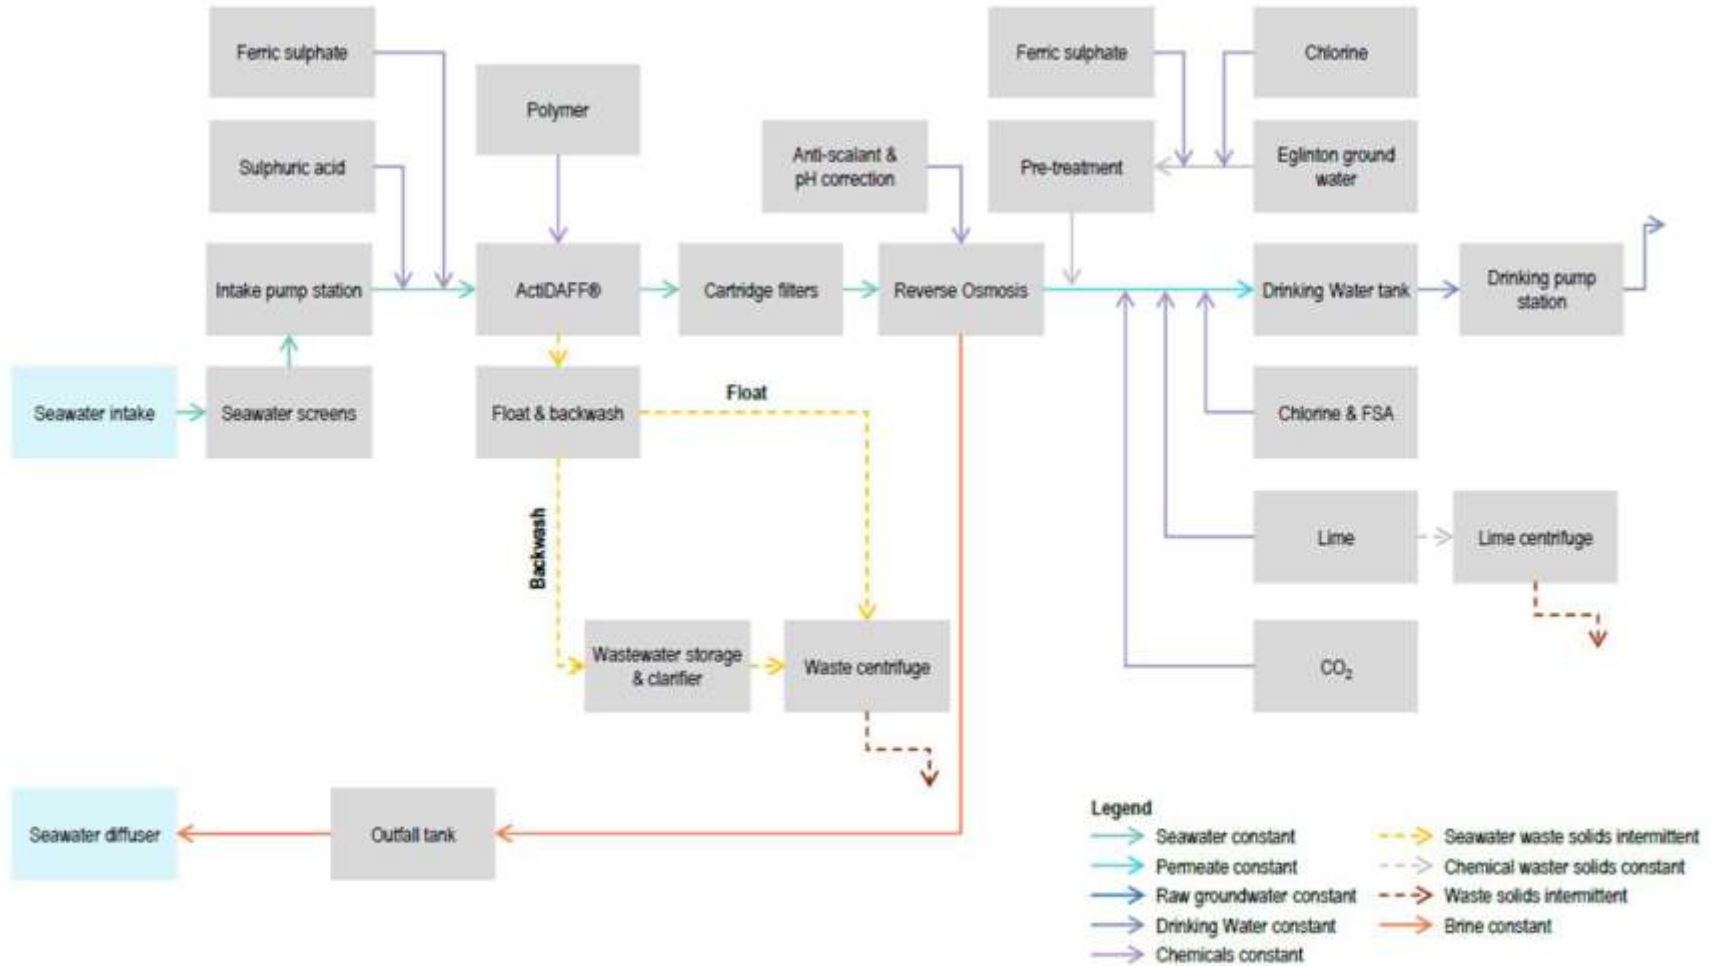 Ferric sulphate
Ferric sulphate
Chlorine
Polymer
Sulphuric acid
Anti-scalant &
pH correction
Pre-treatment
Eglinton ground
water
Intake pump station
ActiDAFF®
Cartridge filters
Reverse Osmosis
Drinking Water tank
Drinking pump
station
Seawater intake
Seawater screens
Float & backwash
Float
Chlorine & FSA
Backwash
Lime
Lime centrifuge
Wastewater storage
& clarifier
Waste centrifuge
CO₂
Seawater diffuser
Outfall tank
Legend
Seawater constant
Permeate constant
Raw groundwater constant
Drinking Water constant
Chemicals constant
Seawater waste solids intermittent
Chemical waster solids constant
Waste solids intermittent
Brine constant